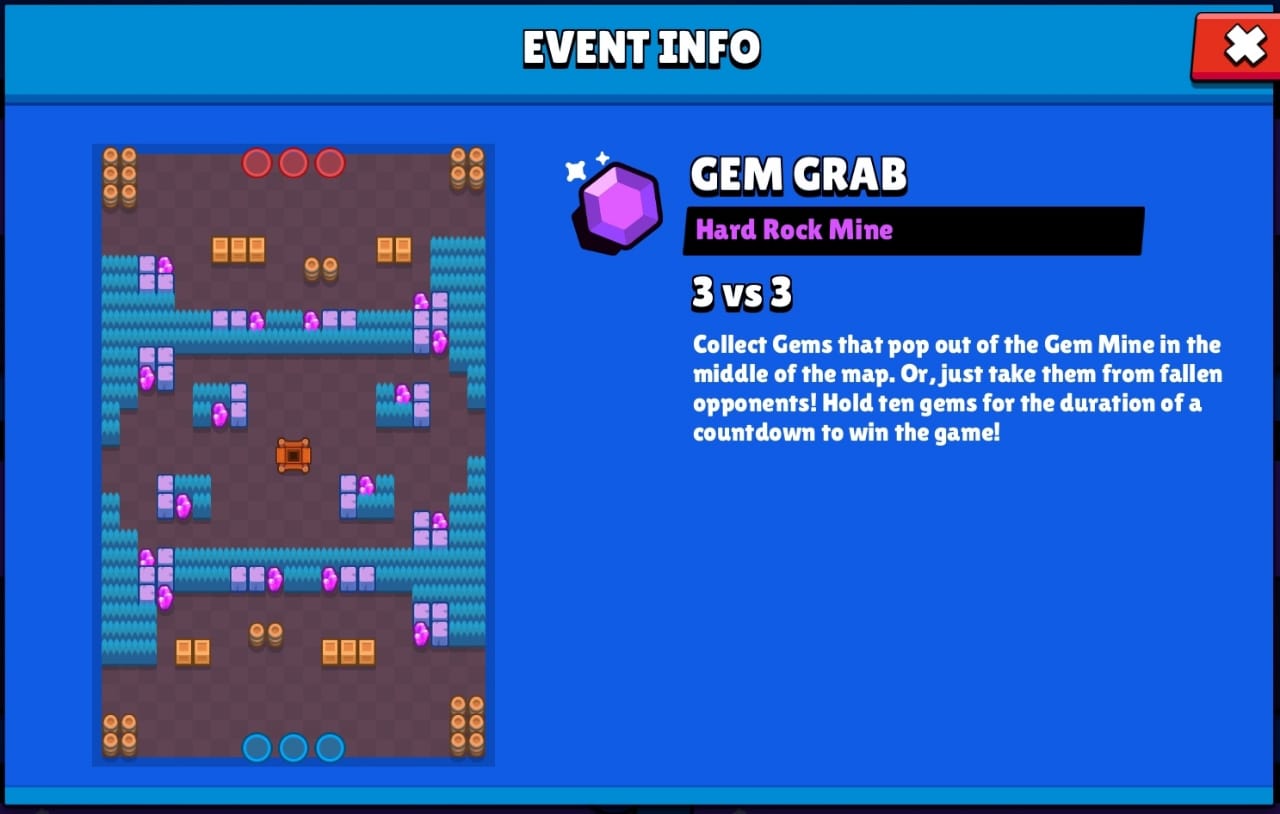 EVENT INFO
GEM GRAB
Hard Rock Mine
3 vs 3
Collect Gems that pop out of the Gem Mine in the
middle of the map. Or, just take them from fallen
opponents! Hold ten gems for the duration of a
countdown to win the game!